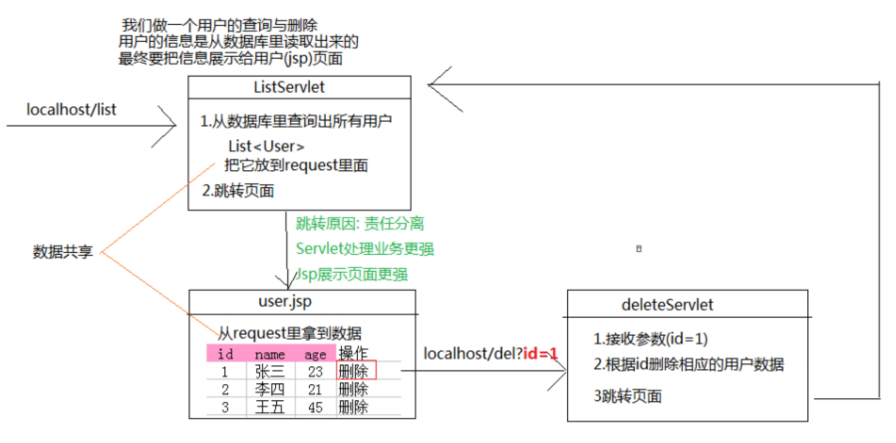 我们做一个用户的查询与删除
用户的信息是从数据库里读取出来的
最终要把信息展示给用户(jsp)页面
ListServlet
localhost/list
1.从数据库里查询出所有用户
List<User>
把它放到request里面
2.跳转页面
跳转原因: 责任分离
Servlet处理业务更强
Jsp展示页面更强
数据共享
user.jsp
从request里拿到数据
id name age 操作
1 张三 23 删除
2 李四 21 删除
3 王五 45 删除
localhost/del?id=1
deleteServlet
1.接收参数(id=1)
2.根据id删除相应的用户数据
3跳转页面